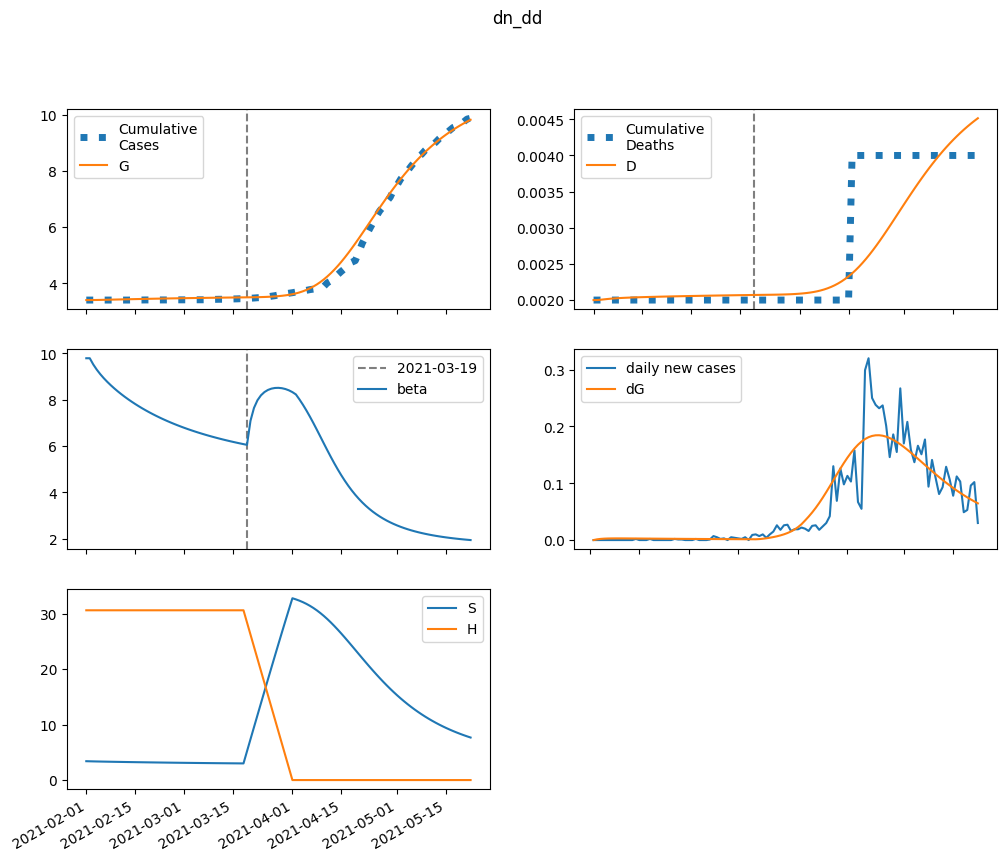 dn_dd
10
8
6
4
Cumulative
Cases
G
0.0045
0.0040
0.0035
0.0030
0.0025
0.0020
Cumulative
Deaths
D
10
8
6
4
2
2021-03-19
beta
0.3
0.2
0.1
0.0
daily new cases
dG
30
20
10
0
S
H
2021-02-01
2021-02-15
2021-03-01
2021-03-15
2021-04-01
2021-04-15
2021-05-01
2021-05-15